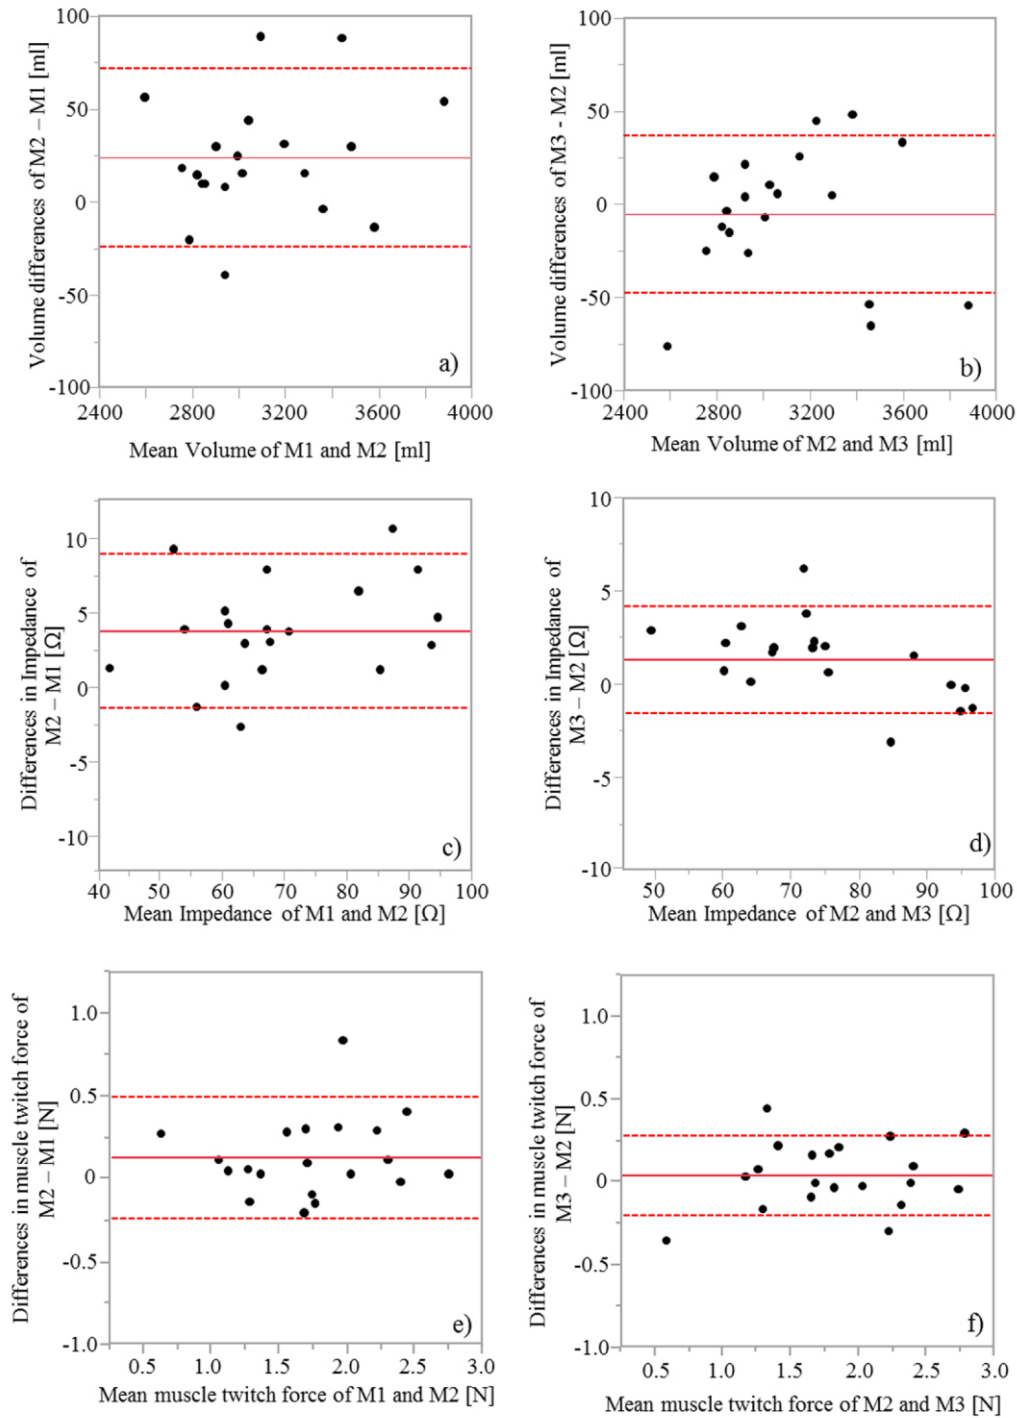 100
50
0
-50
-100
Volume differences of M2 – M1 [ml]
a)
2400 2800 3200 3600 4000
Mean Volume of M1 and M2 [ml]
100
50
0
-50
-100
Volume differences of M3 - M2 [ml]
b)
2400 2800 3200 3600 4000
Mean Volume of M2 and M3 [ml]
10
5
0
-5
-10
Differences in Impedance of
M2 – M1 [Ω]
c)
40 50 60 70 80 90 100
Mean Impedance of M1 and M2 [Ω]
10
5
0
-5
-10
Differences in Impedance of
M3 – M2 [Ω]
d)
50 60 70 80 90 100
Mean Impedance of M2 and M3 [Ω]
1.0
0.5
0
-0.5
-1.0
Differences in muscle twitch force of
M2 – M1 [N]
e)
0.5 1.0 1.5 2.0 2.5 3.0
Mean muscle twitch force of M1 and M2 [N]
1.0
0.5
0
-0.5
-1.0
Differences in muscle twitch force of
M3 – M2 [N]
f)
0.5 1.0 1.5 2.0 2.5 3.0
Mean muscle twitch force of M2 and M3 [N]